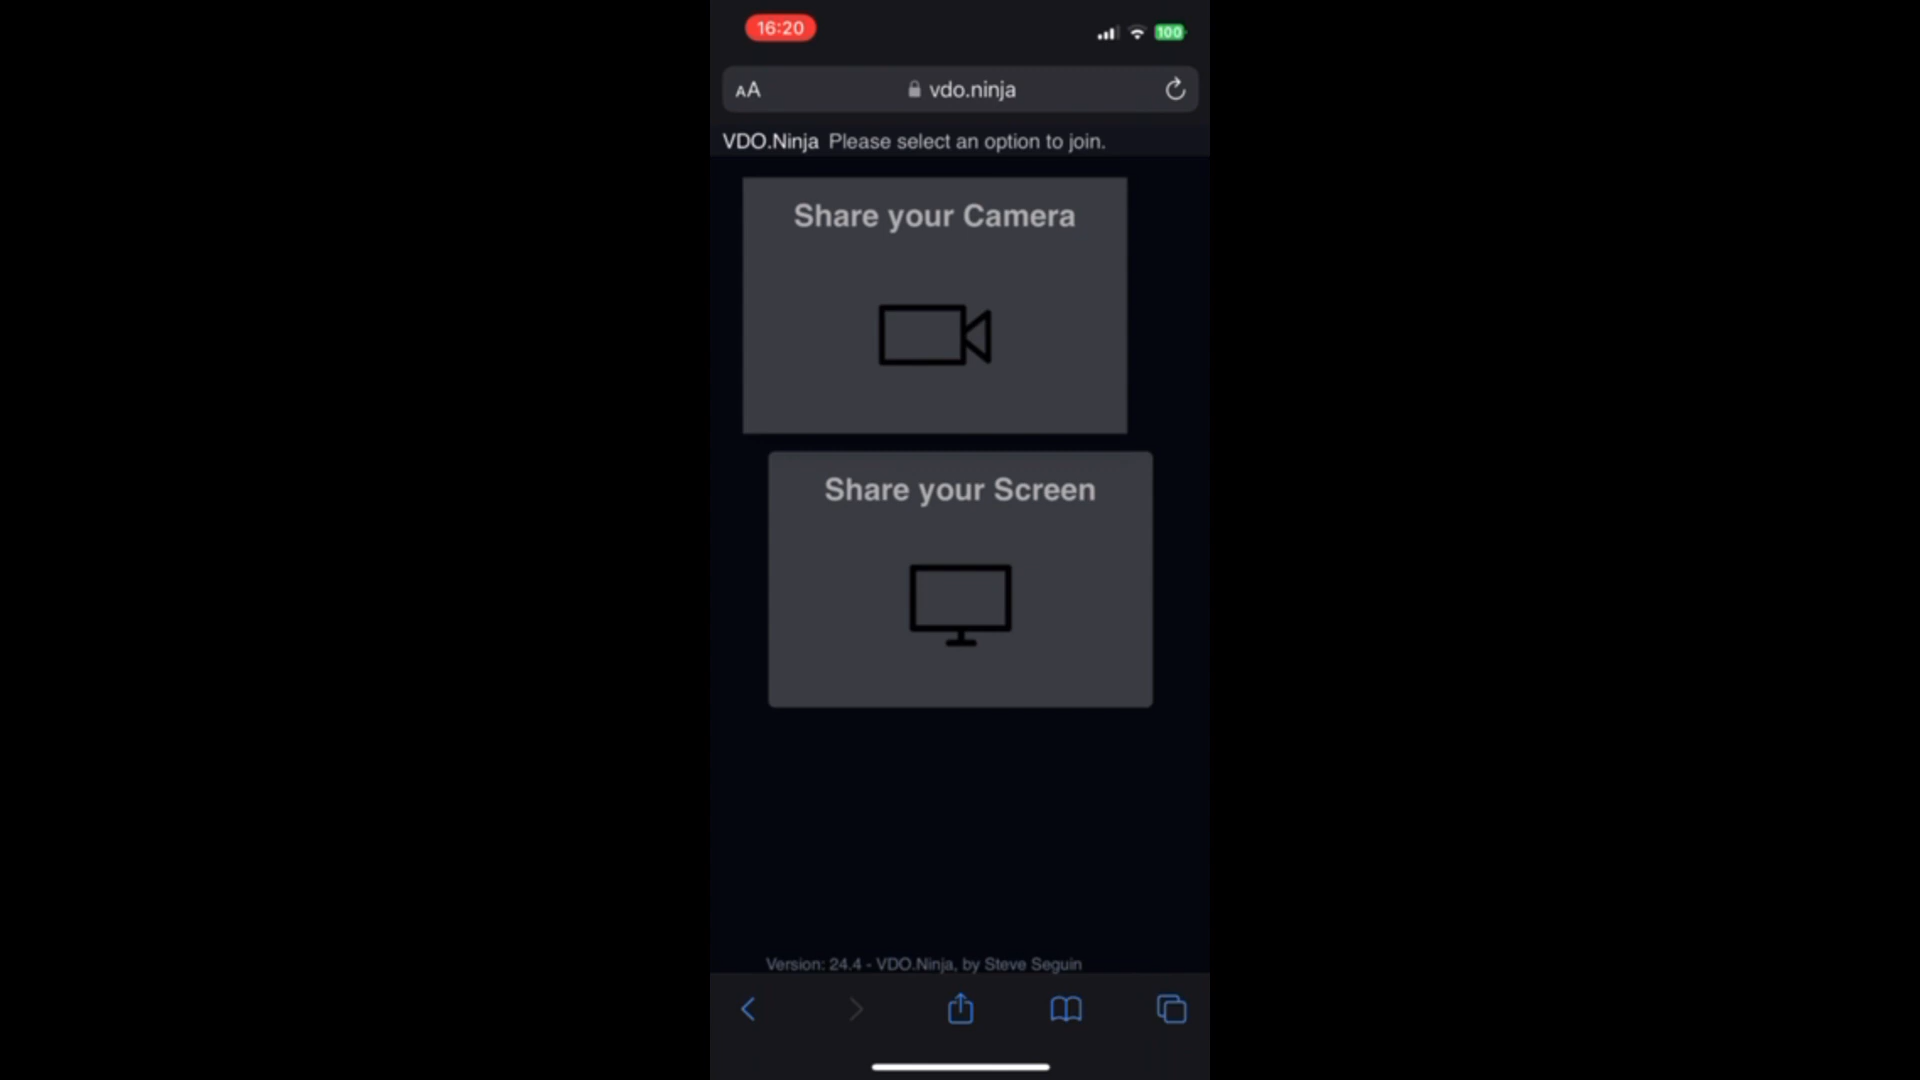 16:20
100
AA
vdo.ninja
VDO.Ninja Please select an option to join.
Share your Camera
Share your Screen
Version: 24.4 - VDO.Ninja, by Steve Seguin